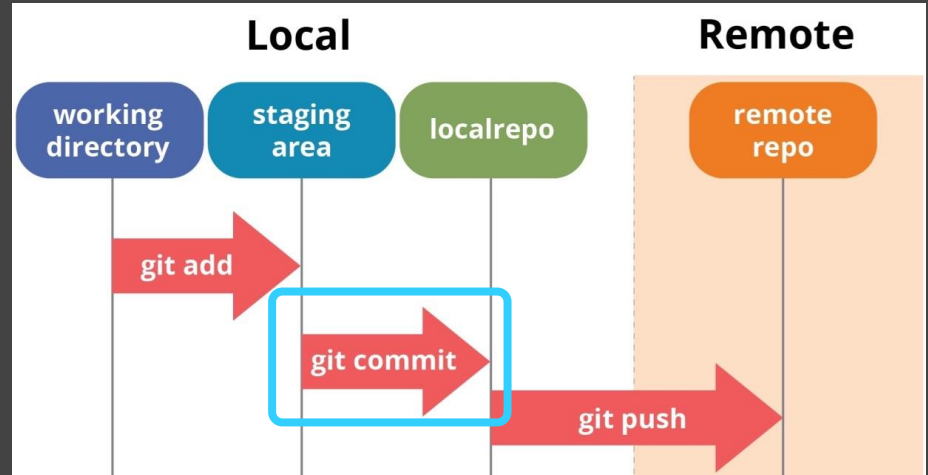 Local
Remote
working
directory
staging
area
localrepo
remote
repo
git add
git commit
git push